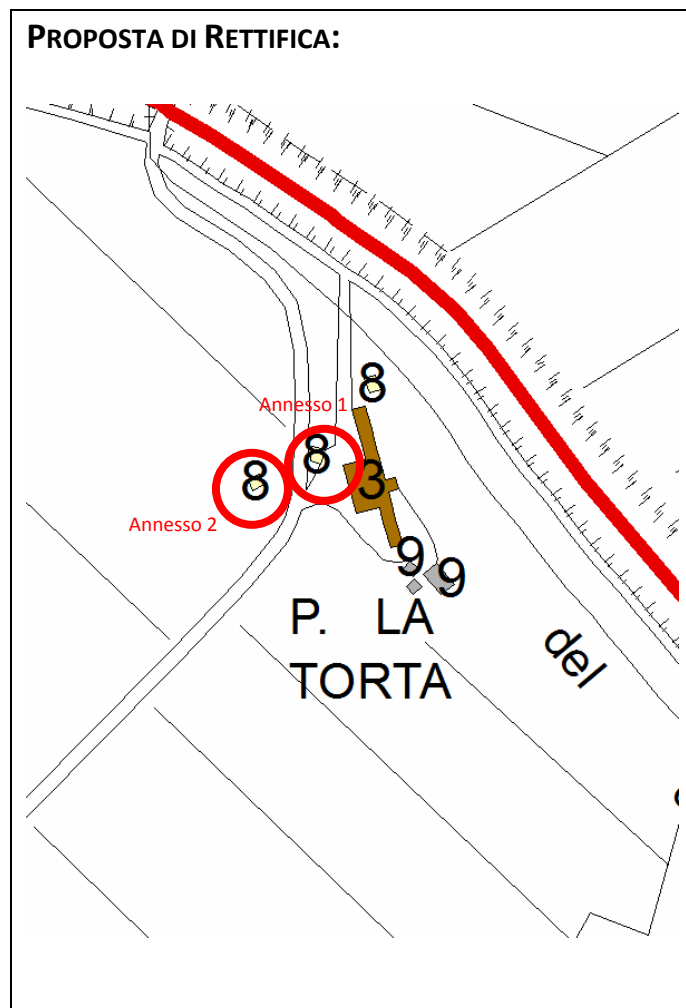 PROPOSTA DI RETTIFICA:
8
Annesso 1
8
8
3
Annesso 2
9
9
P. LA
TORTA
del